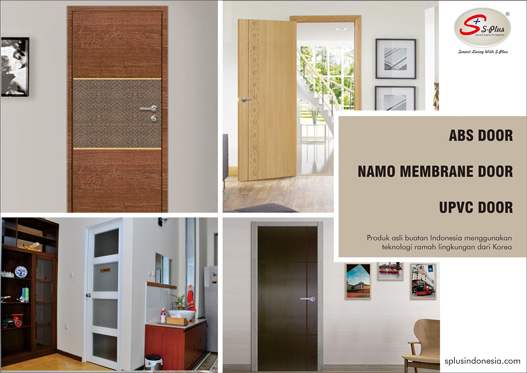 S+
S-Plus
®
Smart Living With S-Plus
ABS DOOR
NAMO MEMBRANE DOOR
UPVC DOOR
Produk asli buatan Indonesia menggunakan
teknologi ramah lingkungan dari Korea
splusindonesia.com